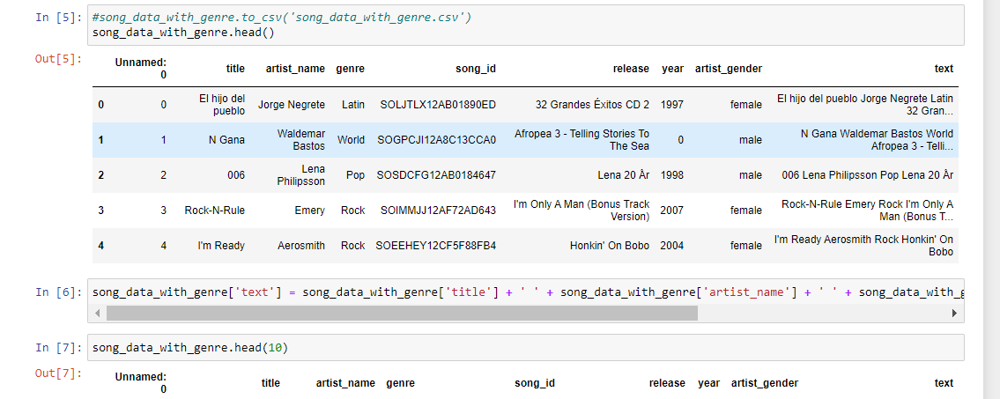 In [5]: #song_data_with_genre.to_csv('song_data_with_genre.csv')
song_data_with_genre.head()
Out[5]:
Unnamed: 0 title artist_name genre song_id release year artist_gender text
0 0 El hijo del pueblo Jorge Negrete Latin SOLJTLX12AB01890ED 32 Grandes Éxitos CD 2 1997 female El hijo del pueblo Jorge Negrete Latin 32 Gran...
1 1 N Gana Waldemar Bastos World SOGPCJI12A8C13CCA0 Afropea 3 - Telling Stories To The Sea 0 male N Gana Waldemar Bastos World Afropea 3 - Telli...
2 2 006 Lena Philipsson Pop SOSDCFG12AB0184647 Lena 20 År 1998 male 006 Lena Philipsson Pop Lena 20 År
3 3 Rock-N-Rule Emery Rock SOIMMJJ12AF72AD643 I'm Only A Man (Bonus Track Version) 2007 female Rock-N-Rule Emery Rock I'm Only A Man (Bonus T...
4 4 I'm Ready Aerosmith Rock SOEEHEY12CF5F88FB4 Honkin' On Bobo 2004 female I'm Ready Aerosmith Rock Honkin' On Bobo
In [6]: song_data_with_genre['text'] = song_data_with_genre['title'] + ' ' + song_data_with_genre['artist_name'] + ' ' + song_data_with_g
In [7]: song_data_with_genre.head(10)
Out[7]:
Unnamed: 0 title artist_name genre song_id release year artist_gender text